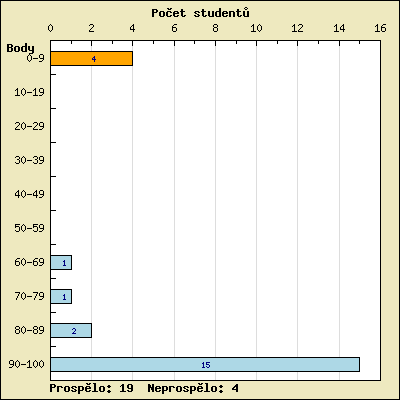 Počet studentů
0 2 4 6 8 10 12 14 16
Body
0-9 4
10-19
20-29
30-39
40-49
50-59
60-69 1
70-79 1
80-89 2
90-100 15
Prospělo: 19 Neprospělo: 4